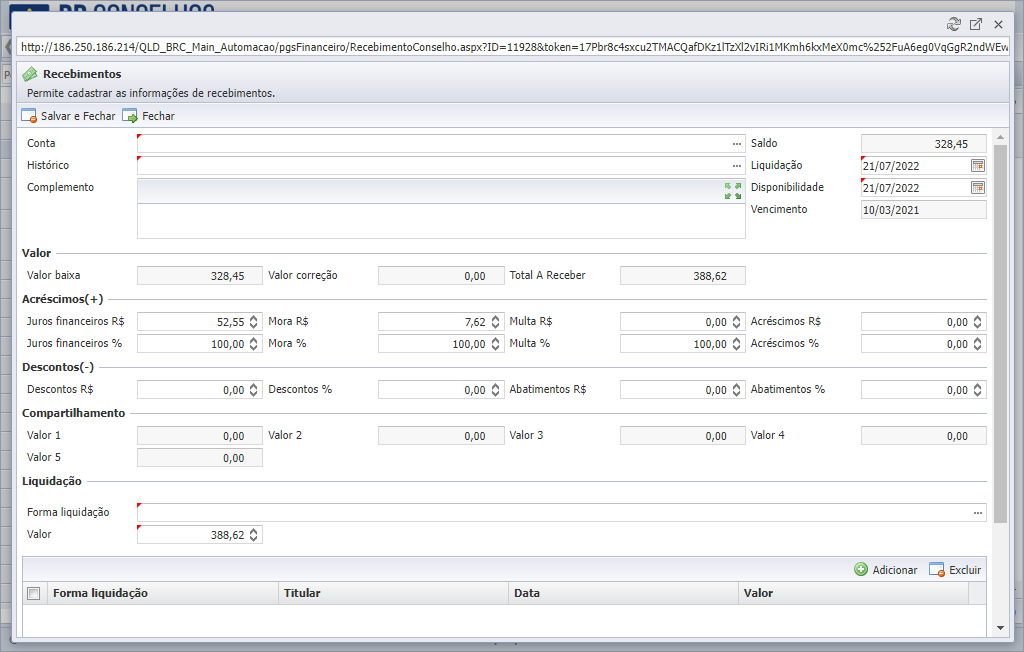 BR CONSELHOS
http://186.250.186.214/QLD_BRC_Main_Automacao/pgsFinanceiro/RecebimentoConselho.aspx?ID=11928&token=17Pbr8c4sxcu2TMACQafDKz1lTzXl2vIRi1MKmh6kxMeX0mc%252FuA6eg0VqGgR2ndWEw
Recebimentos
Permite cadastrar as informações de recebimentos.
Salvar e Fechar Fechar
Conta ... Saldo 328,45
Histórico ... Liquidação 21/07/2022
Complemento Disponibilidade 21/07/2022
Vencimento 10/03/2021
Valor
Valor baixa 328,45 Valor correção 0,00 Total A Receber 388,62
Acréscimos(+)
Juros financeiros R$ 52,55 Mora R$ 7,62 Multa R$ 0,00 Acréscimos R$ 0,00
Juros financeiros % 100,00 Mora % 100,00 Multa % 100,00 Acréscimos % 0,00
Descontos(-)
Descontos R$ 0,00 Descontos % 0,00 Abatimentos R$ 0,00 Abatimentos % 0,00
Compartilhamento
Valor 1 0,00 Valor 2 0,00 Valor 3 0,00 Valor 4 0,00
Valor 5 0,00
Liquidação
Forma liquidação ...
Valor 388,62
Adicionar Excluir
Forma liquidação Titular Data Valor